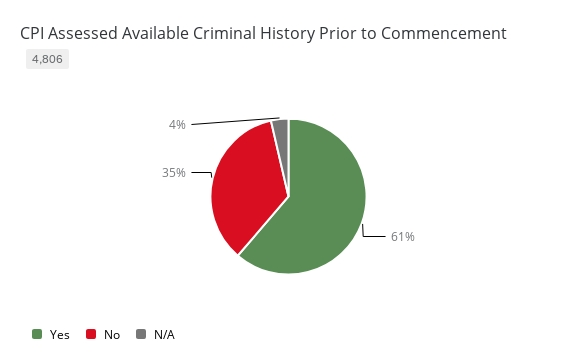 CPI Assessed Available Criminal History Prior to Commencement
4,806
4%
35%
61%
Yes No N/A